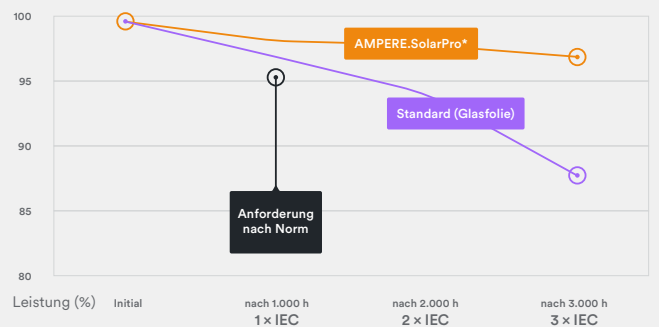 100
AMPERE.SolarPro*
95
Standard (Glasfolie)
90
Anforderung
nach Norm
85
80
Leistung (%)
Initial
nach 1.000 h
1 × IEC
nach 2.000 h
2 × IEC
nach 3.000 h
3 × IEC